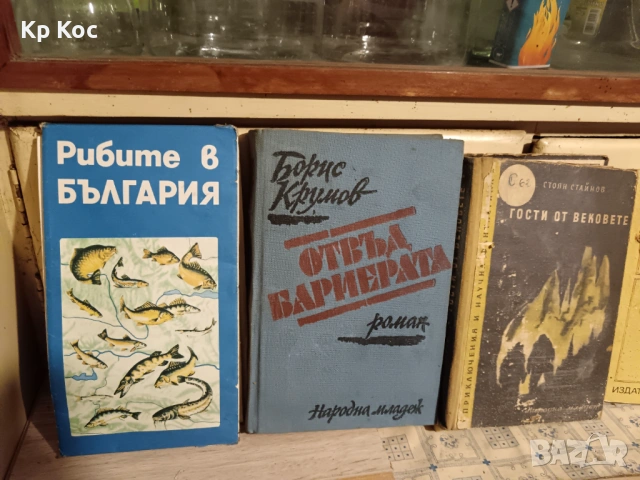 Кр Кос
Рибите в
БЪЛГАРИЯ
Борис
Крумов
ОТВЪД
БАРИЕРАТА
роман
Народна младеж
СТОЯН СТАЙНОВ
ГОСТИ ОТ ВЕКОВЕТЕ
ПРИКЛЮЧЕНИЯ И НАУЧНА
ИЗДАТ
BAZAR